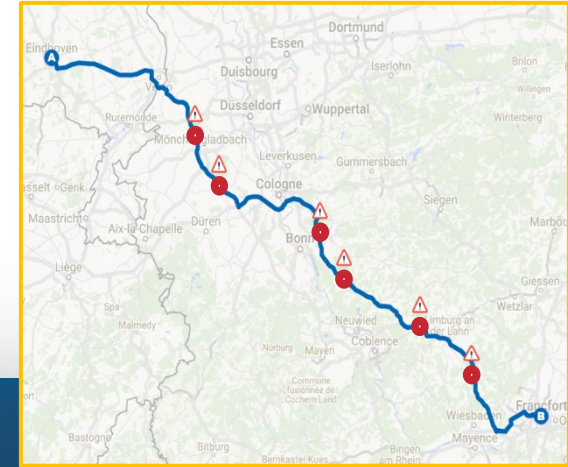 Dortmund
Eindhoven
Essen
A
Iserlohn
Brilon
Duisbourg
Willingen
Ruremonde
Düsseldorf
Wuppertal
Winterberg
Mönchengladbach
Leverkusen
Gummersbach
Genk
Cologne
Siegen
Maastricht
Düren
Aix-la-Chapelle
Bonn
Liège
Giessen
Wetzlar
Spa
Limburg an
der Lahn
Neuwied
Malmedy
Coblence
Nürburg
Mayen
Commune
fusionnée de
Cochem-Land
Francfort
B
Wiesbaden
Mayence
Bastogne
Bitburg
Bingen
am Rhein
Bernkastel-Kues